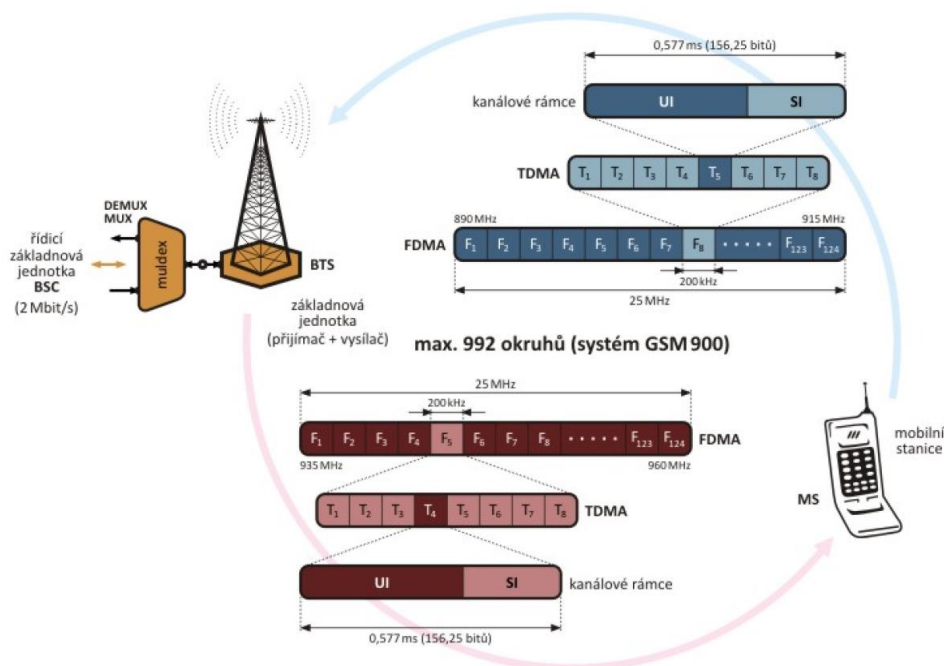 0,577 ms (156,25 bitů)
kanálové rámce
UI
SI
TDMA
T1 T2 T3 T4 T5 T6 T7 T8
890 MHz
915 MHz
FDMA
F1 F2 F3 F4 F5 F6 F7 F8 • • • • • F123 F124
200 kHz
25 MHz
DEMUX
MUX
řídicí
základnová
jednotka
BSC
(2 Mbit/s)
muldex
BTS
základnová
jednotka
(přijímač + vysílač)
max. 992 okruhů (systém GSM 900)
25 MHz
200 kHz
F1 F2 F3 F4 F5 F6 F7 F8 • • • • • F123 F124
FDMA
935 MHz
960 MHz
T1 T2 T3 T4 T5 T6 T7 T8
TDMA
UI
SI
kanálové rámce
0,577 ms (156,25 bitů)
mobilní
stanice
MS